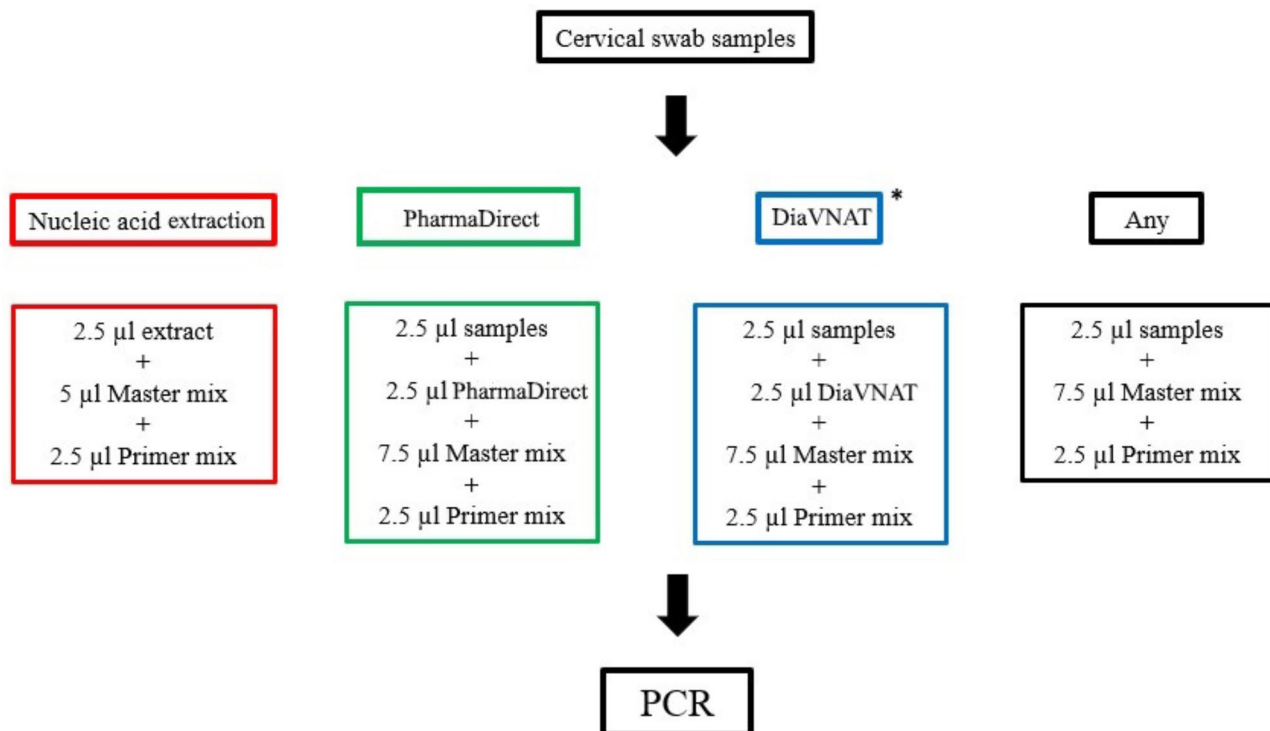 Cervical swab samples
Nucleic acid extraction
PharmaDirect
DiaVNAT *
Any
2.5 µl extract
+
5 µl Master mix
+
2.5 µl Primer mix
2.5 µl samples
+
2.5 µl PharmaDirect
+
7.5 µl Master mix
+
2.5 µl Primer mix
2.5 µl samples
+
2.5 µl DiaVNAT
+
7.5 µl Master mix
+
2.5 µl Primer mix
2.5 µl samples
+
7.5 µl Master mix
+
2.5 µl Primer mix
PCR